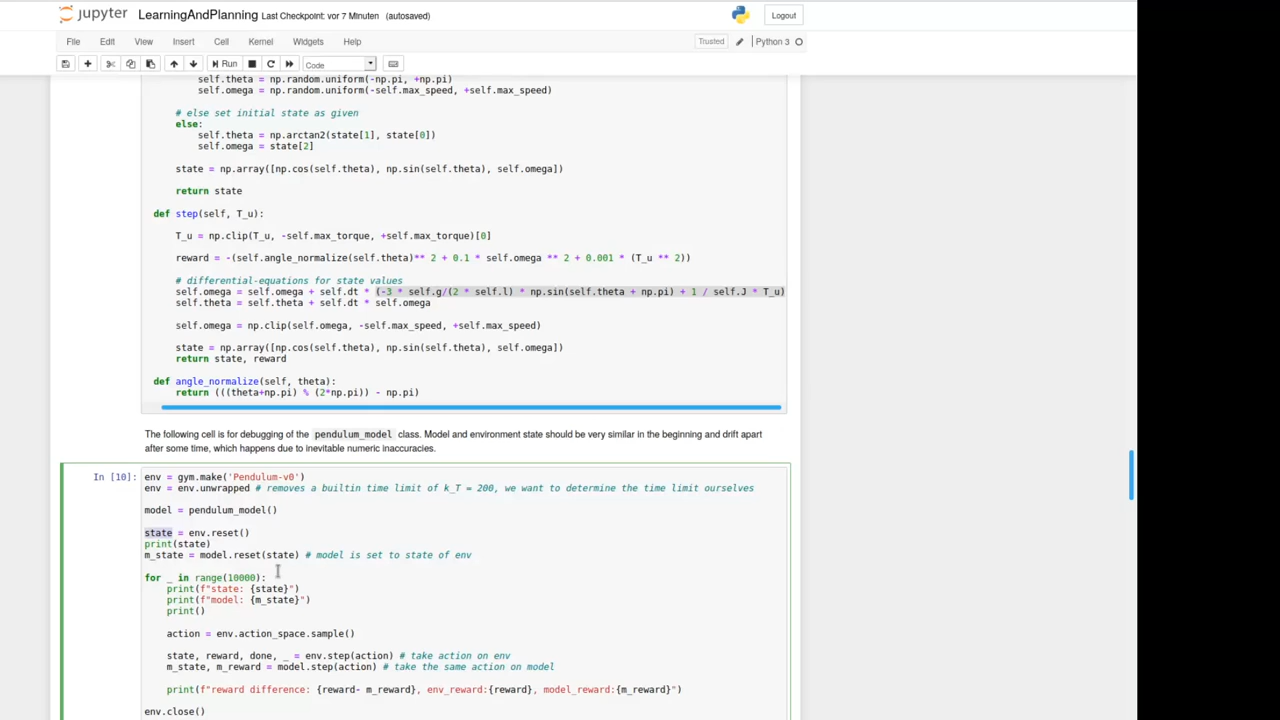 jupyter LearningAndPlanning Last Checkpoint: vor 7 Minuten (autosaved)
Logout
File Edit View Insert Cell Kernel Widgets Help
Trusted Python 3
Run Code
self.theta = np.random.uniform(-np.pi, +np.pi)
self.omega = np.random.uniform(-self.max_speed, +self.max_speed)
# else set initial state as given
else:
self.theta = np.arctan2(state[1], state[0])
self.omega = state[2]
state = np.array([np.cos(self.theta), np.sin(self.theta), self.omega])
return state
def step(self, T_u):
T_u = np.clip(T_u, -self.max_torque, +self.max_torque)[0]
reward = -(self.angle_normalize(self.theta)** 2 + 0.1 * self.omega ** 2 + 0.001 * (T_u ** 2))
# differential-equations for state values
self.omega = self.omega + self.dt * (-3 * self.g/(2 * self.l) * np.sin(self.theta + np.pi) + 1 / self.J * T_u)
self.theta = self.theta + self.dt * self.omega
self.omega = np.clip(self.omega, -self.max_speed, +self.max_speed)
state = np.array([np.cos(self.theta), np.sin(self.theta), self.omega])
return state, reward
def angle_normalize(self, theta):
return (((theta+np.pi) % (2*np.pi)) - np.pi)
The following cell is for debugging of the pendulum_model class. Model and environment state should be very similar in the beginning and drift apart
after some time, which happens due to inevitable numeric inaccuracies.
In [10]: env = gym.make('Pendulum-v0')
env = env.unwrapped # removes a builtin time limit of k_T = 200, we want to determine the time limit ourselves
model = pendulum_model()
state = env.reset()
print(state)
m_state = model.reset(state) # model is set to state of env
for _ in range(10000):
print(f"state: {state}")
print(f"model: {m_state}")
print()
action = env.action_space.sample()
state, reward, done, _ = env.step(action) # take action on env
m_state, m_reward = model.step(action) # take the same action on model
print(f"reward difference: {reward- m_reward}, env_reward:{reward}, model_reward:{m_reward}")
env.close()